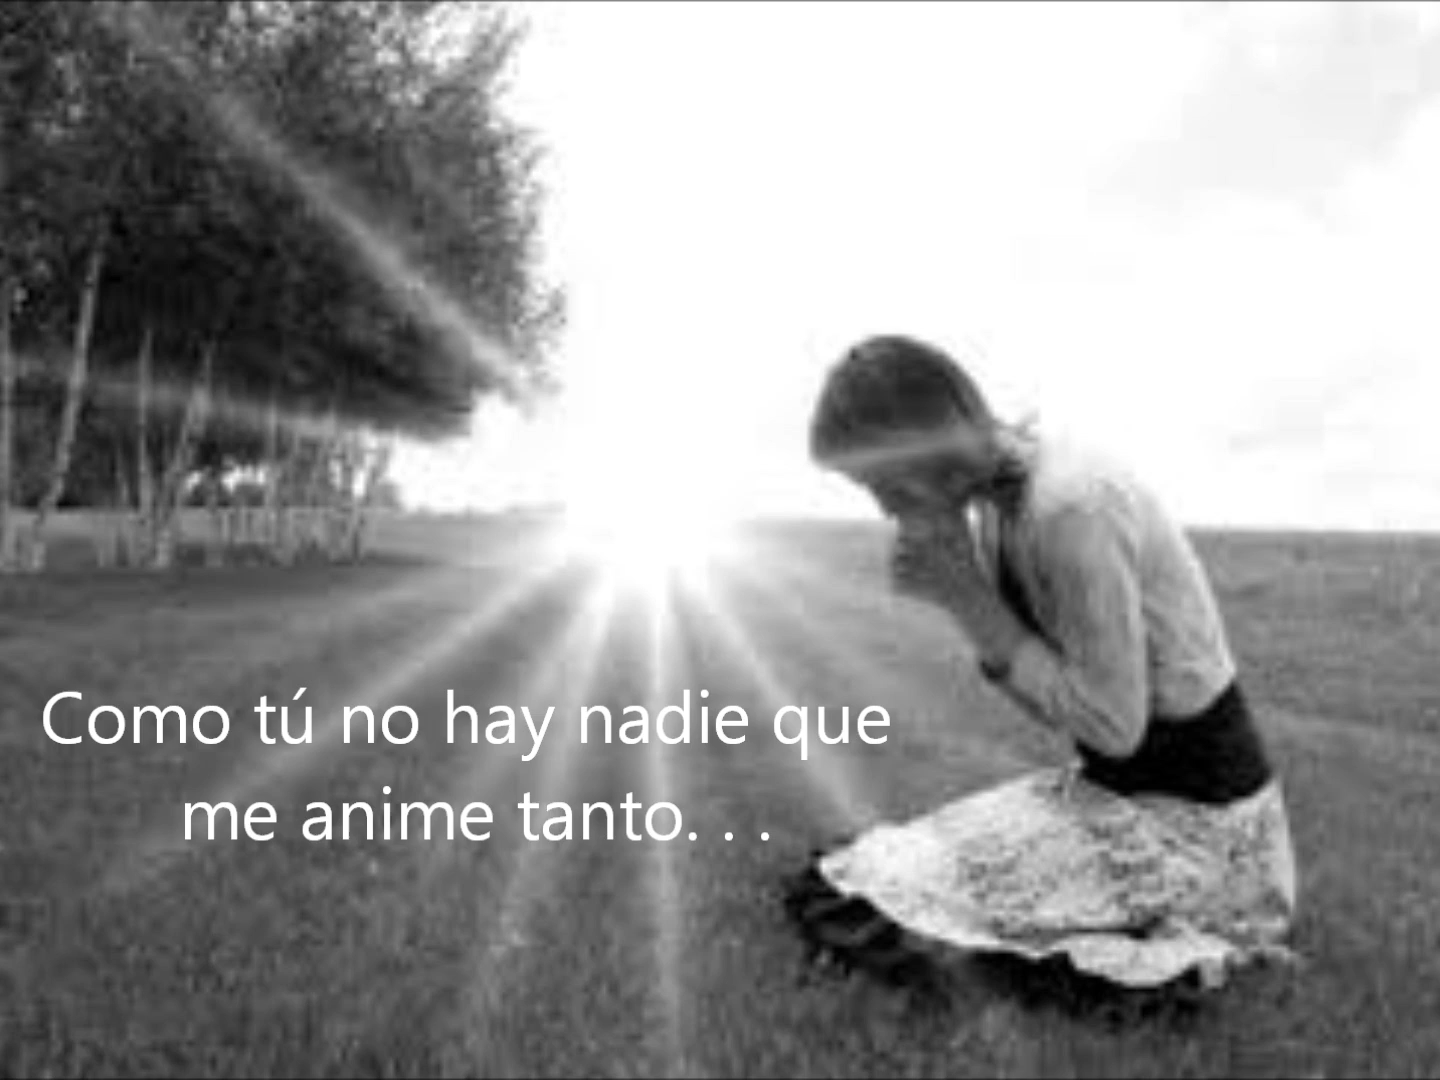 Como tú no hay nadie que
me anime tanto. . .